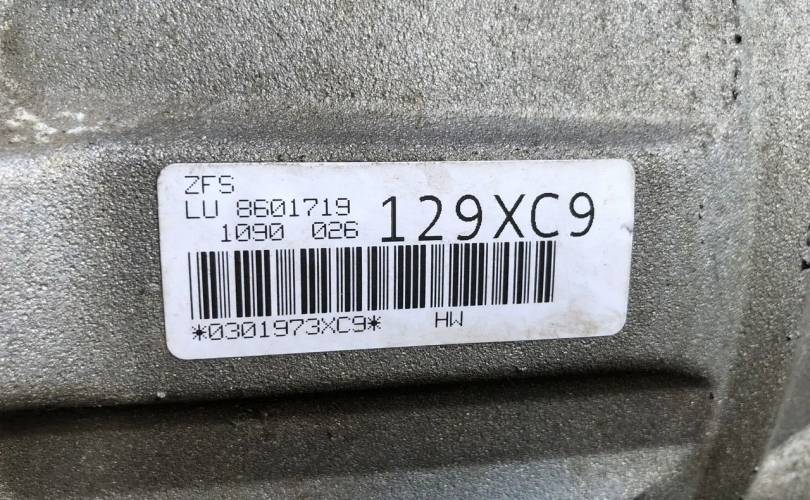 ZFS
LU 8601719
1090 026 129XC9
*0301973XC9* HW